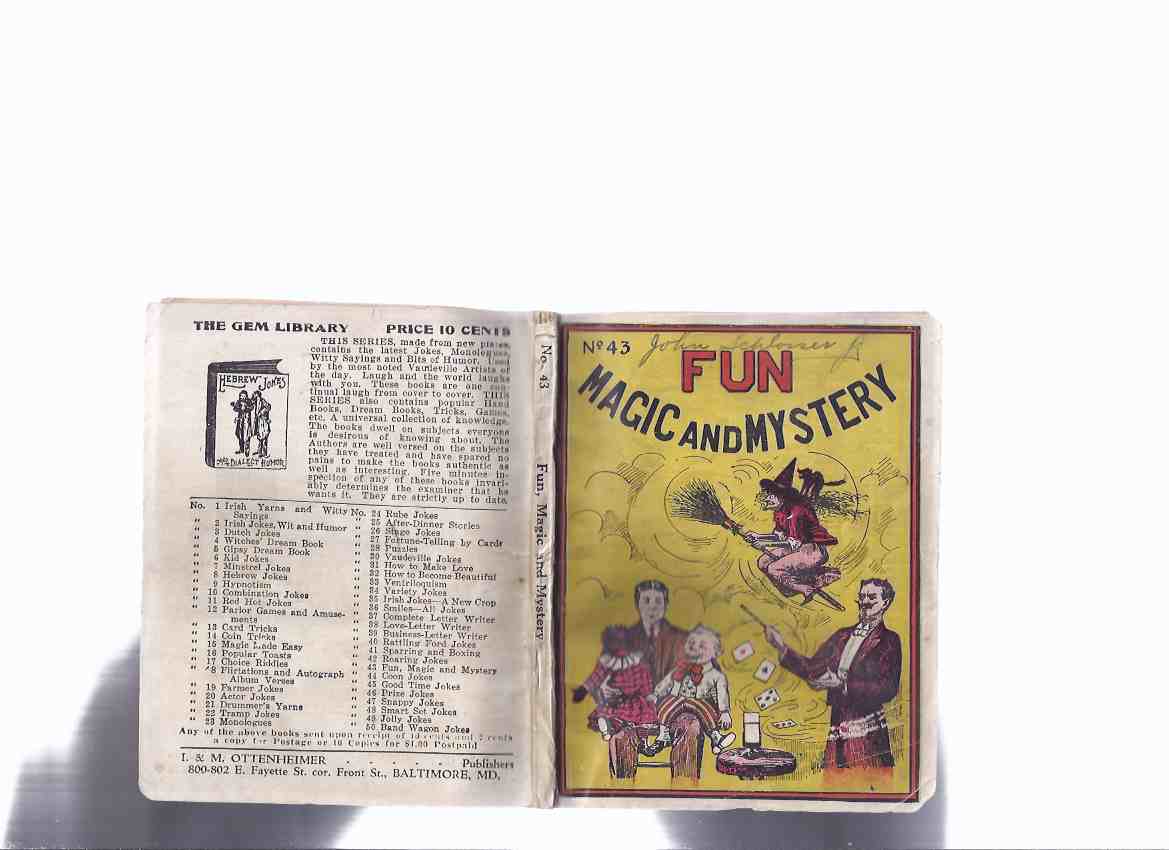 THE GEM LIBRARY PRICE 10 CENTS
HEBREW JOKES
AND DIALECT HUMOR
THIS SERIES, made from new plates,
contains the latest Jokes, Monologues,
Witty Sayings and Bits of Humor. Used
by the most noted Vaudeville Artists of
the day. Laugh and the world laughs
with you. These books are one con-
tinual laugh from cover to cover. THIS
SERIES also contains popular Hand
Books, Dream Books, Tricks, Games,
etc. A universal collection of knowledge.
The books dwell on subjects everyone
is desirous of knowing about. The
Authors are well versed on the subjects
they have treated and have spared no
pains to make the books authentic as
well as interesting. Five minutes in-
spection of any of these books invari-
ably determines the examiner that he
wants it. They are strictly up to date.
No. 1 Irish Yarns and Witty
Sayings
" 2 Irish Jokes, Wit and Humor
" 3 Dutch Jokes
" 4 Witches' Dream Book
" 5 Gipsy Dream Book
" 6 Kid Jokes
" 7 Minstrel Jokes
" 8 Hebrew Jokes
" 9 Hypnotism
" 10 Combination Jokes
" 11 Red Hot Jokes
" 12 Parlor Games and Amuse-
ments
" 13 Card Tricks
" 14 Coin Tricks
" 15 Magic Made Easy
" 16 Popular Toasts
" 17 Choice Riddles
" 18 Flirtations and Autograph
Album Verses
" 19 Farmer Jokes
" 20 Actor Jokes
" 21 Drummer's Yarns
" 22 Tramp Jokes
" 23 Monologues
No. 24 Rube Jokes
" 25 After-Dinner Stories
" 26 Stage Jokes
" 27 Fortune-Telling by Cards
" 28 Puzzles
" 30 Vaudeville Jokes
" 31 How to Make Love
" 32 How to Become Beautiful
" 33 Ventriloquism
" 34 Variety Jokes
" 35 Irish Jokes—A New Crop
" 36 Smiles—All Jokes
" 37 Complete Letter Writer
" 38 Love-Letter Writer
" 39 Business-Letter Writer
" 40 Rattling Ford Jokes
" 41 Sparring and Boxing
" 42 Roaring Jokes
" 43 Fun, Magic and Mystery
" 44 Coon Jokes
" 45 Good Time Jokes
" 46 Prize Jokes
" 47 Snappy Jokes
" 48 Smart Set Jokes
" 49 Jolly Jokes
" 50 Band Wagon Jokes
Any of the above books sent upon receipt of 10 cents and 2 cents
a copy for Postage or 10 Copies for $1.00 Postpaid
I. & M. OTTENHEIMER - - - - - Publishers
800-802 E. Fayette St. cor. Front St., BALTIMORE, MD.
No. 43 Fun, Magic and Mystery
Nº 43
John Schlosser Jr
FUN
MAGIC AND MYSTERY